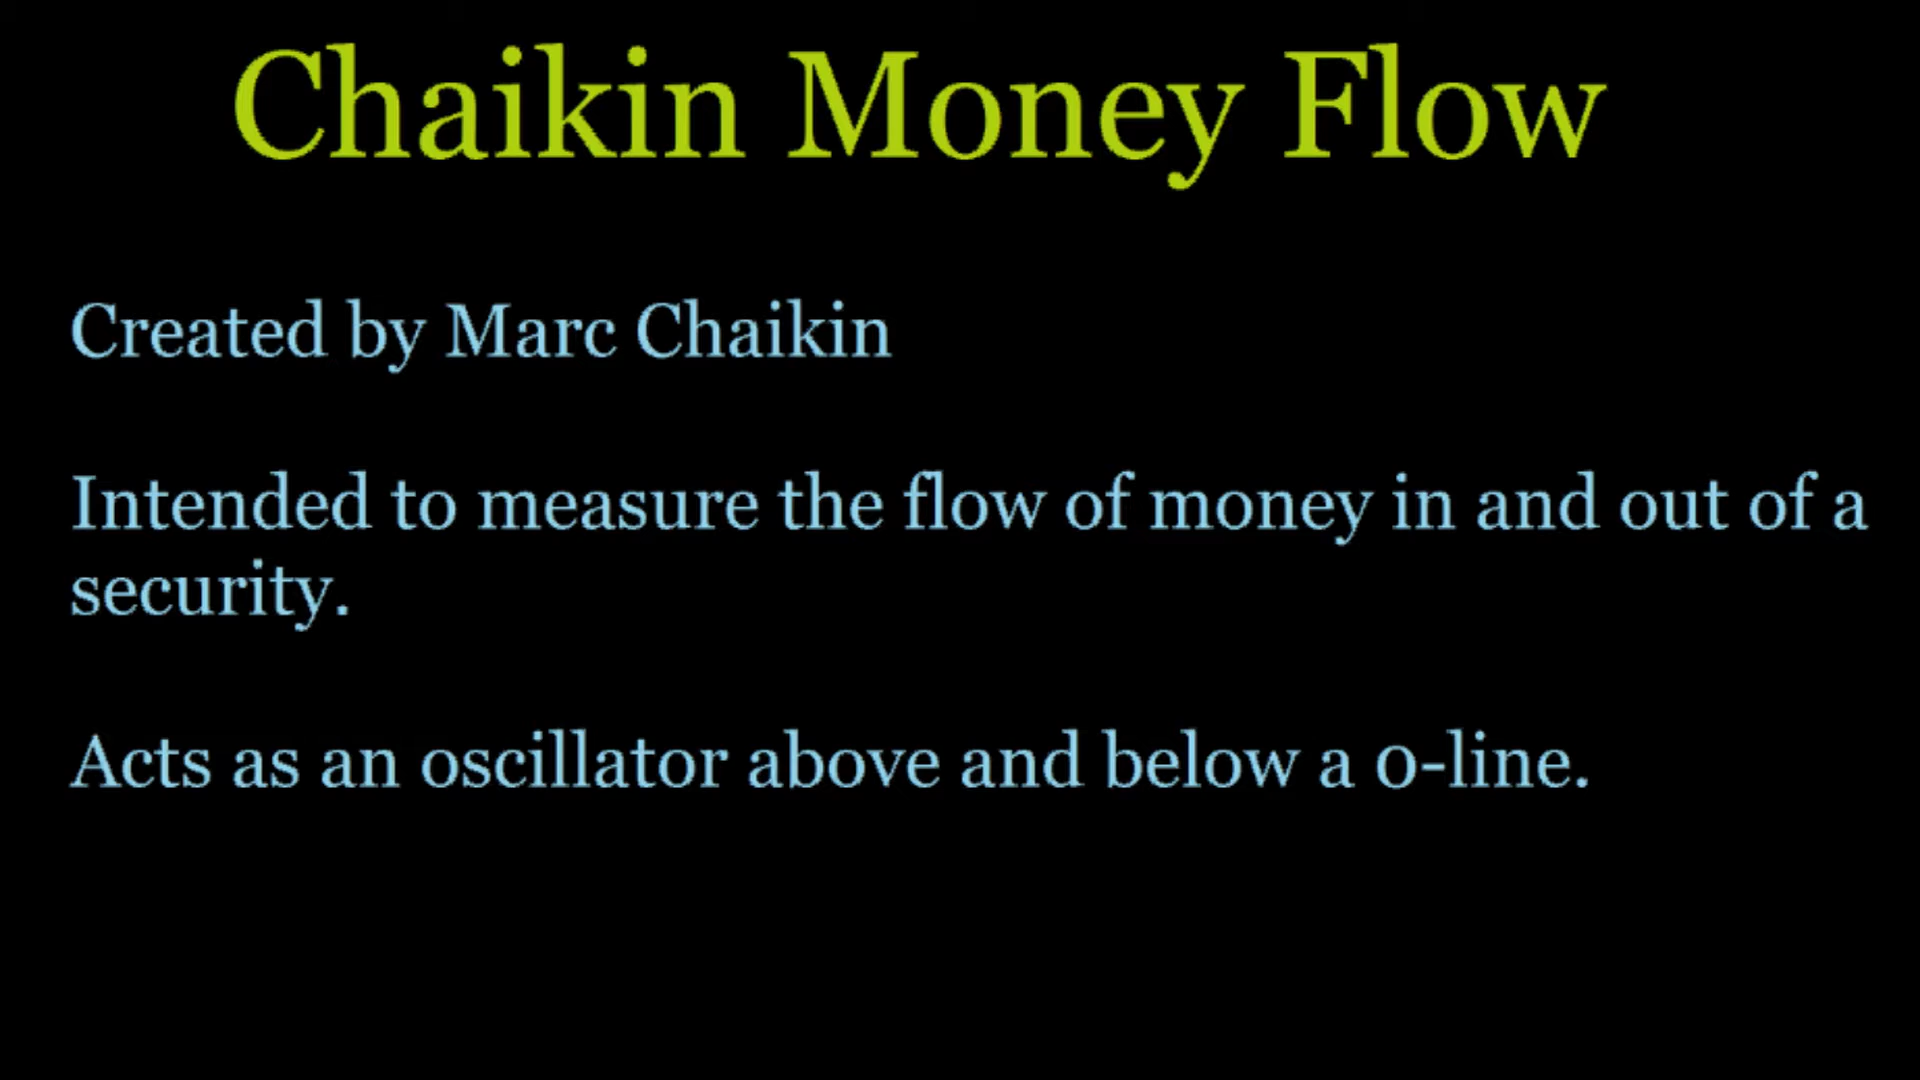 Chaikin Money Flow
Created by Marc Chaikin
Intended to measure the flow of money in and out of a
security.
Acts as an oscillator above and below a 0-line.